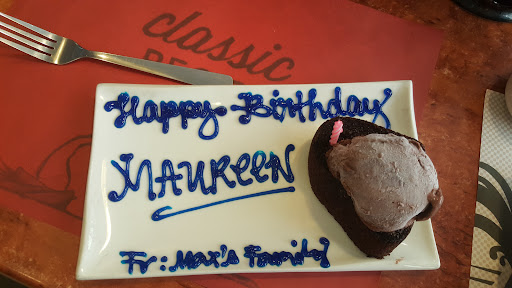 classic
Happy Birthday
MAUREEN
Fr: Max's Family